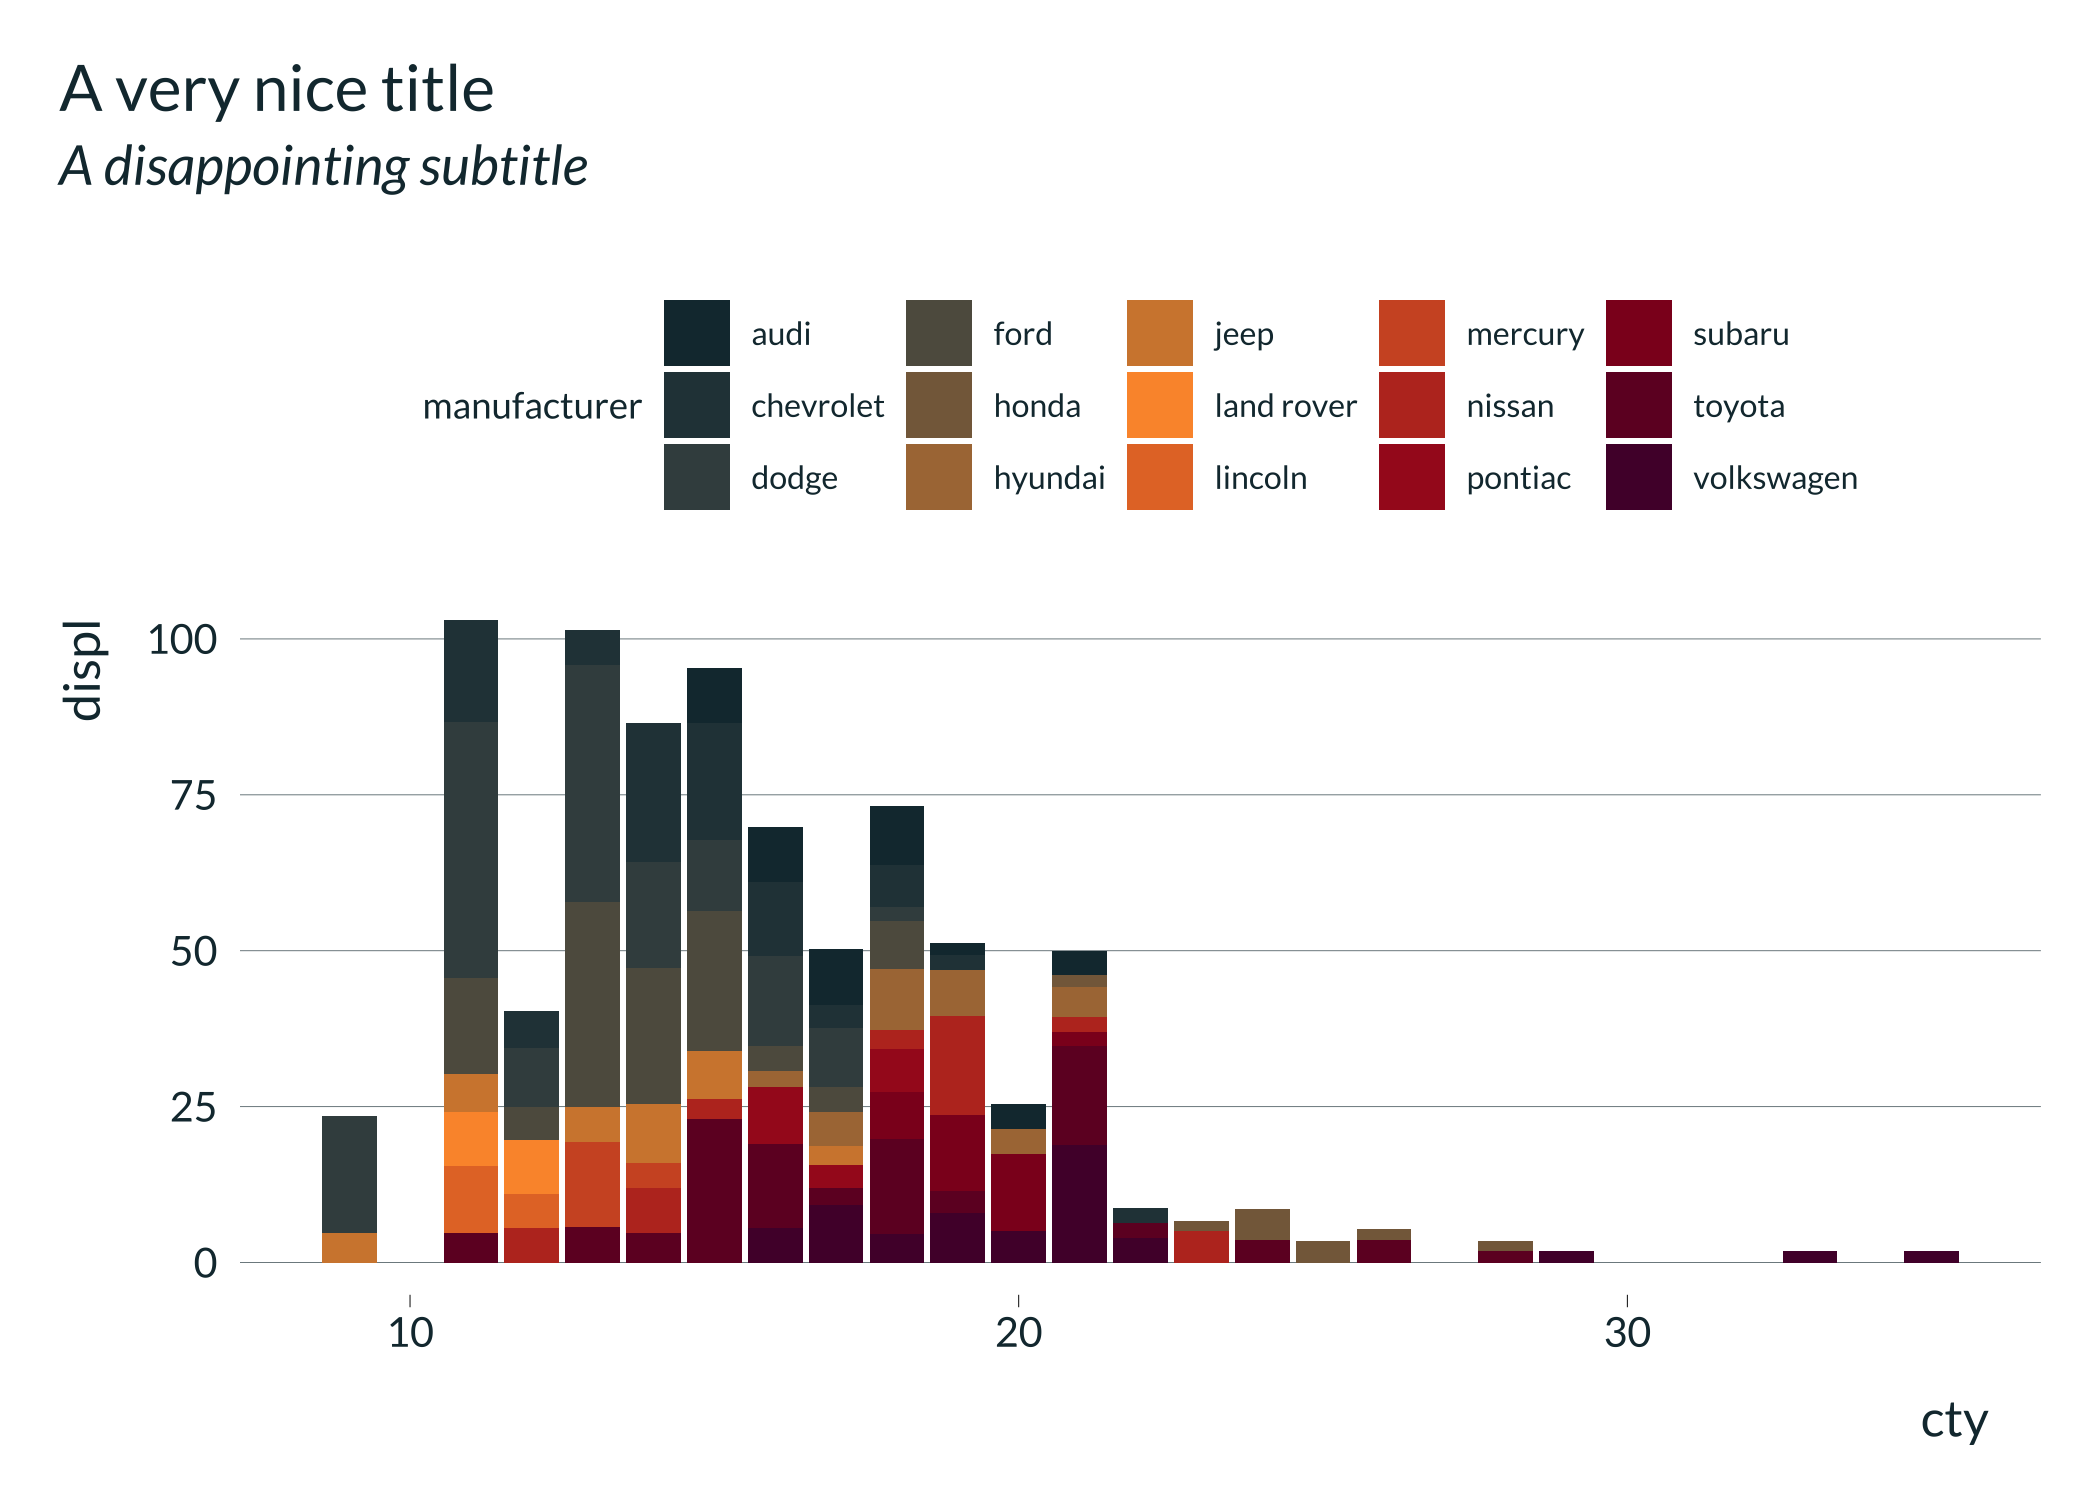 A very nice title
A disappointing subtitle
audi ford jeep mercury subaru
manufacturer chevrolet honda land rover nissan toyota
dodge hyundai lincoln pontiac volkswagen
displ
100
75
50
25
0
10 20 30
cty